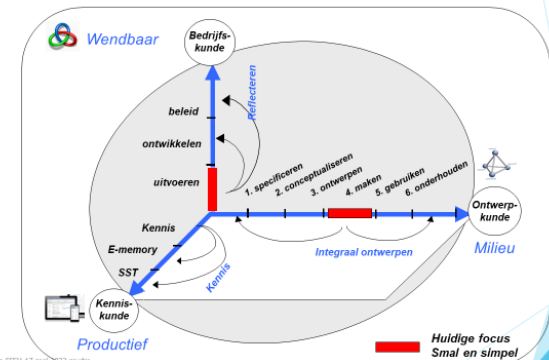 Wendbaar
Bedrijfs-
kunde
Reflecteren
beleid
ontwikkelen
uitvoeren
1. specificeren
2. conceptualiseren
3. ontwerpen
4. maken
5. gebruiken
6. onderhouden
Ontwerp-
kunde
Milieu
Integraal ontwerpen
Kennis
E-memory
SST
Kennis
Kennis-
kunde
Productief
Huidige focus
Smal en simpel